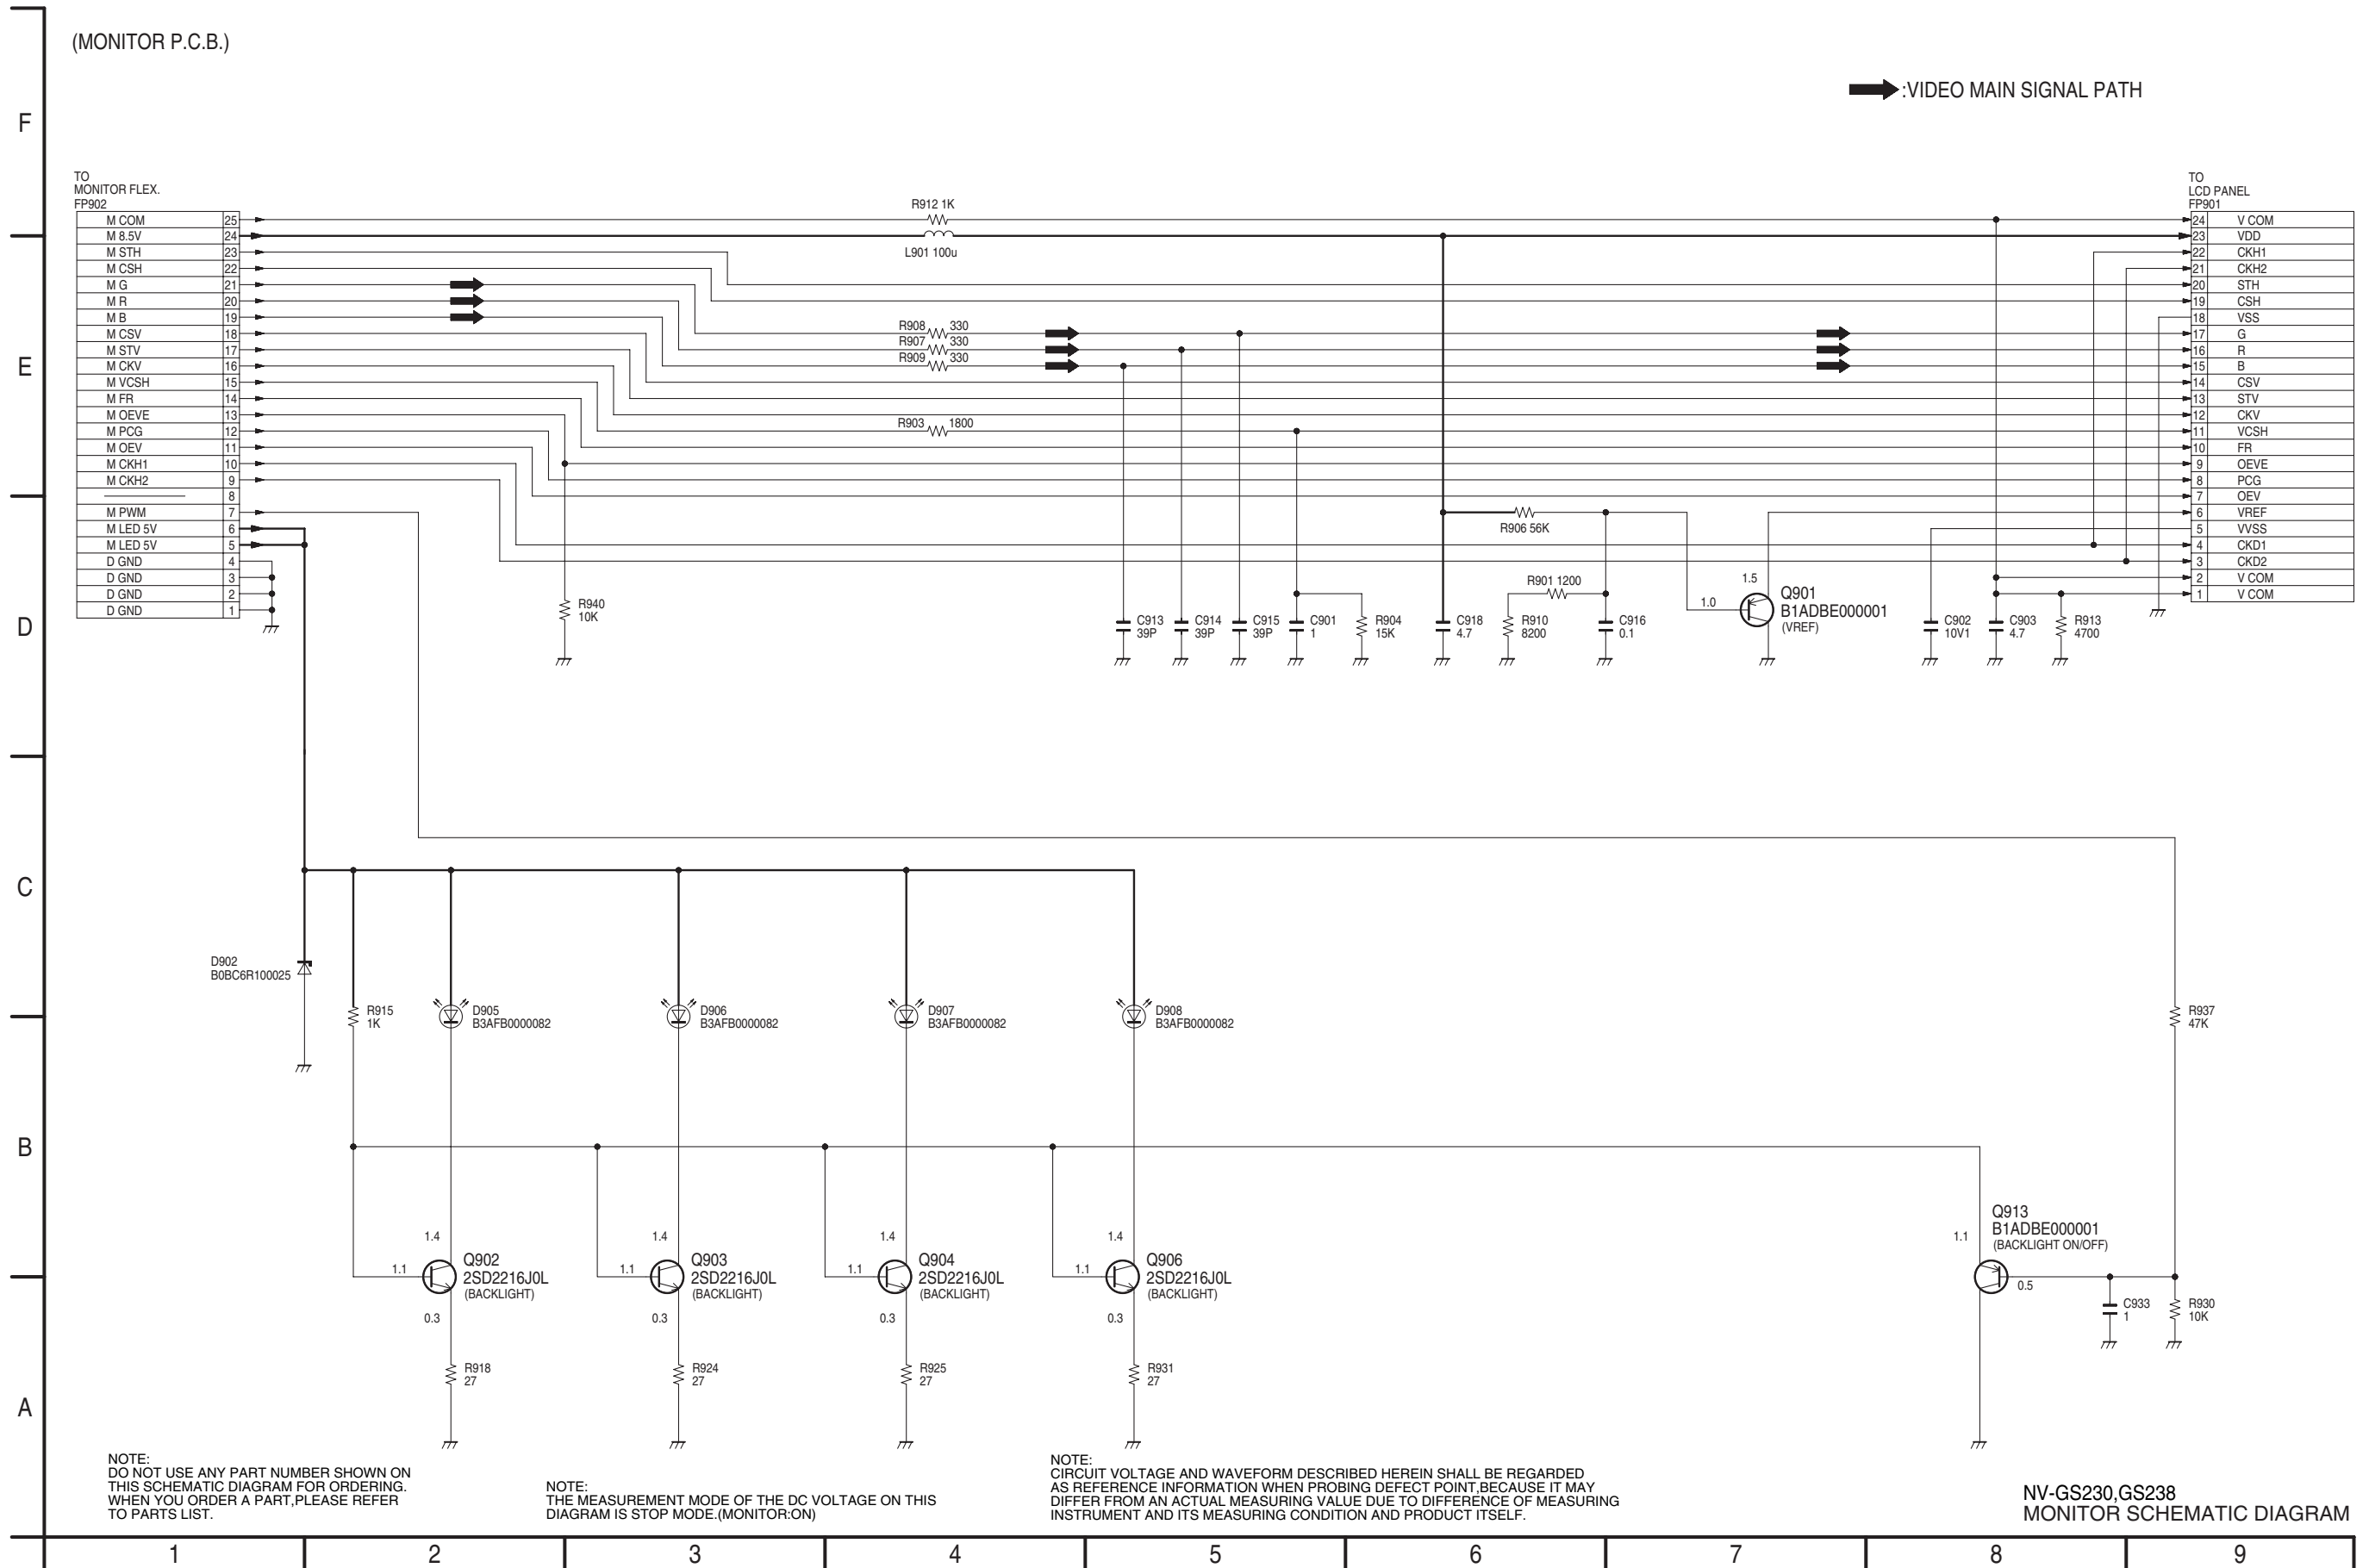 (MONITOR P.C.B.)
:VIDEO MAIN SIGNAL PATH
F
TO
MONITOR FLEX.
FP902
M COM 25
M 8.5V 24
M STH 23
M CSH 22
M G 21
M R 20
M B 19
M CSV 18
M STV 17
M CKV 16
M VCSH 15
M FR 14
M OEVE 13
M PCG 12
M OEV 11
M CKH1 10
M CKH2 9
8
M PWM 7
M LED 5V 6
M LED 5V 5
D GND 4
D GND 3
D GND 2
D GND 1
R912 1K
L901 100u
R908 330
R907 330
R909 330
R903 1800
TO
LCD PANEL
FP901
24 V COM
23 VDD
22 CKH1
21 CKH2
20 STH
19 CSH
18 VSS
17 G
16 R
15 B
14 CSV
13 STV
12 CKV
11 VCSH
10 FR
9 OEVE
8 PCG
7 OEV
6 VREF
5 VVSS
4 CKD1
3 CKD2
2 V COM
1 V COM
E
R906 56K
R901 1200
1.5
1.0
Q901
B1ADBE000001
(VREF)
D
R940
10K
C913
39P
C914
39P
C915
39P
C901
1
R904
15K
C918
4.7
R910
8200
C916
0.1
C902
10V1
C903
4.7
R913
4700
C
D902
B0BC6R100025
R915
1K
D905
B3AFB0000082
D906
B3AFB0000082
D907
B3AFB0000082
D908
B3AFB0000082
R937
47K
B
1.4
1.1
Q902
2SD2216J0L
(BACKLIGHT)
0.3
1.4
1.1
Q903
2SD2216J0L
(BACKLIGHT)
0.3
1.4
1.1
Q904
2SD2216J0L
(BACKLIGHT)
0.3
1.4
1.1
Q906
2SD2216J0L
(BACKLIGHT)
0.3
1.1
Q913
B1ADBE000001
(BACKLIGHT ON/OFF)
0.5
C933
1
R930
10K
R918
27
R924
27
R925
27
R931
27
A
NOTE:
DO NOT USE ANY PART NUMBER SHOWN ON
THIS SCHEMATIC DIAGRAM FOR ORDERING.
WHEN YOU ORDER A PART,PLEASE REFER
TO PARTS LIST.
NOTE:
THE MEASUREMENT MODE OF THE DC VOLTAGE ON THIS
DIAGRAM IS STOP MODE.(MONITOR:ON)
NOTE:
CIRCUIT VOLTAGE AND WAVEFORM DESCRIBED HEREIN SHALL BE REGARDED
AS REFERENCE INFORMATION WHEN PROBING DEFECT POINT,BECAUSE IT MAY
DIFFER FROM AN ACTUAL MEASURING VALUE DUE TO DIFFERENCE OF MEASURING
INSTRUMENT AND ITS MEASURING CONDITION AND PRODUCT ITSELF.
NV-GS230,GS238
MONITOR SCHEMATIC DIAGRAM
1 2 3 4 5 6 7 8 9